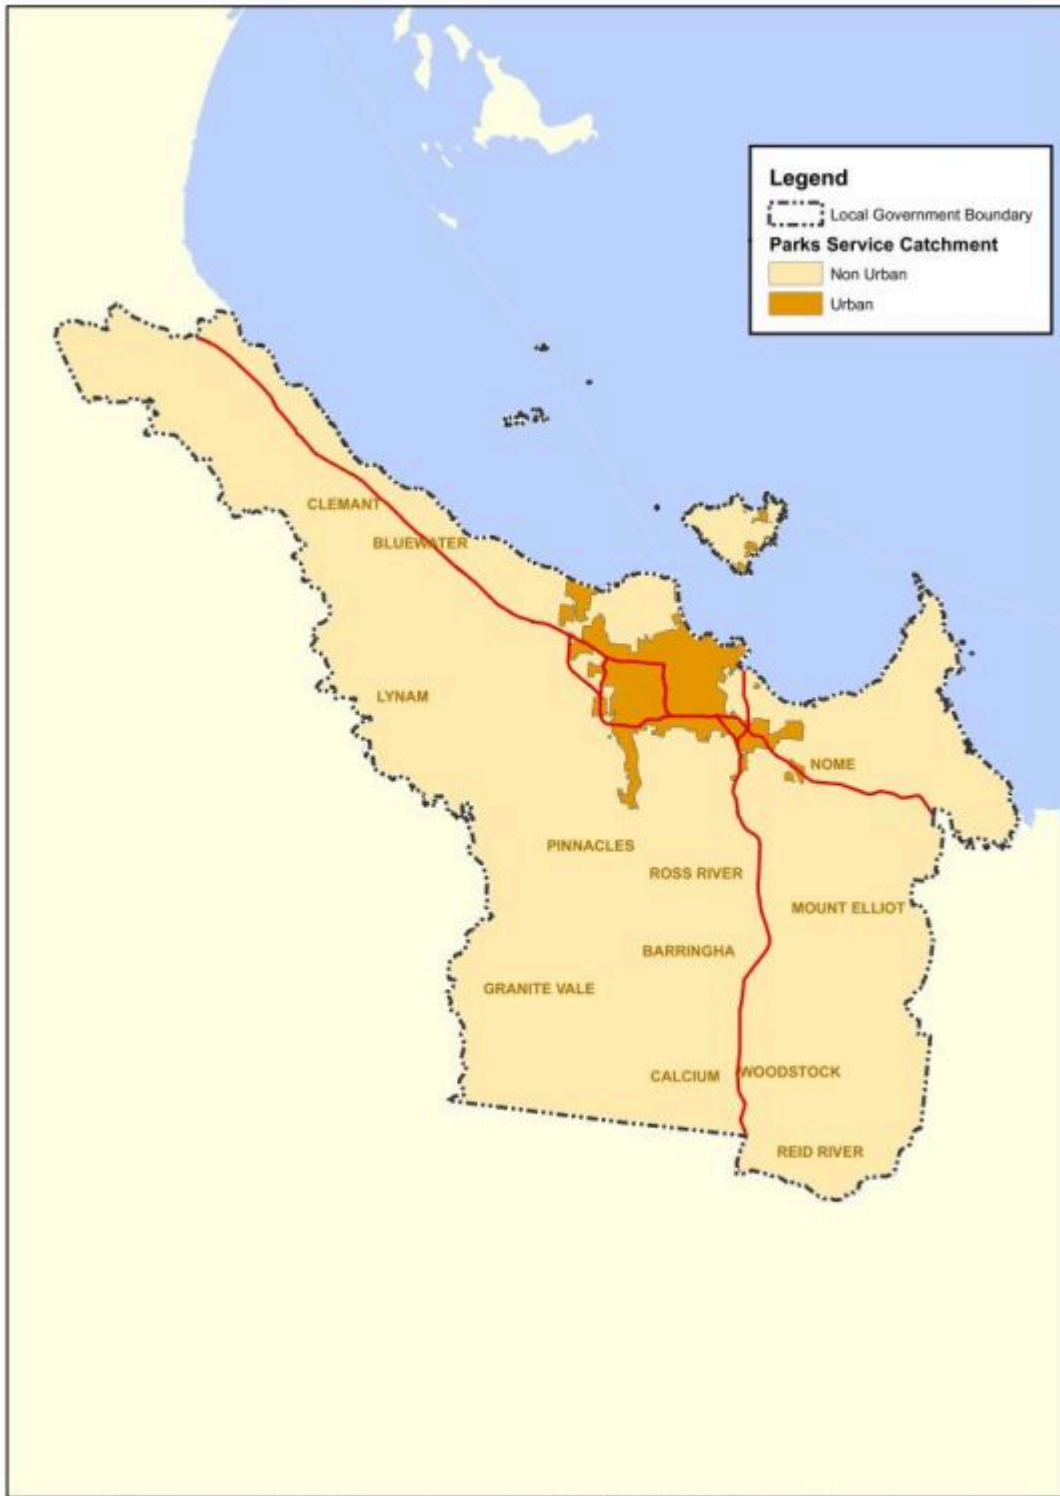 Legend
Local Government Boundary
Parks Service Catchment
Non Urban
Urban
CLEMANT
BLUEWATER
LYNAM
NOME
PINNACLES
ROSS RIVER
MOUNT ELLIOT
BARRINGHA
GRANITE VALE
CALCIUM
WOODSTOCK
REID RIVER